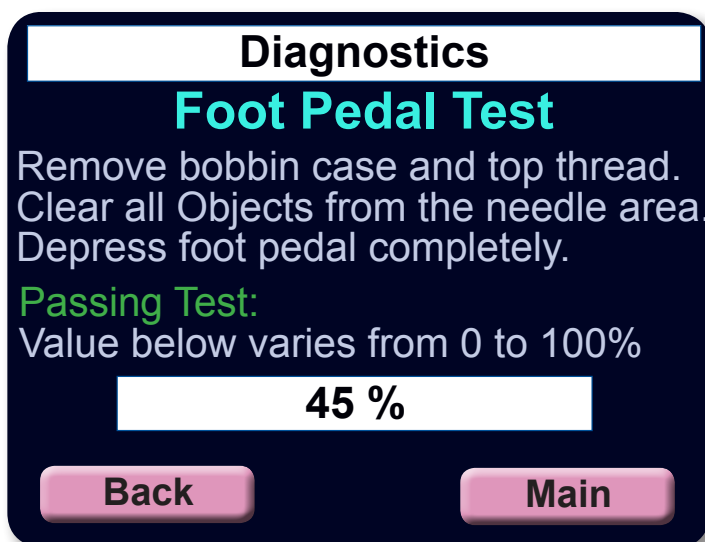 Diagnostics
Foot Pedal Test
Remove bobbin case and top thread.
Clear all Objects from the needle area.
Depress foot pedal completely.
Passing Test:
Value below varies from 0 to 100%
45 %
Back
Main